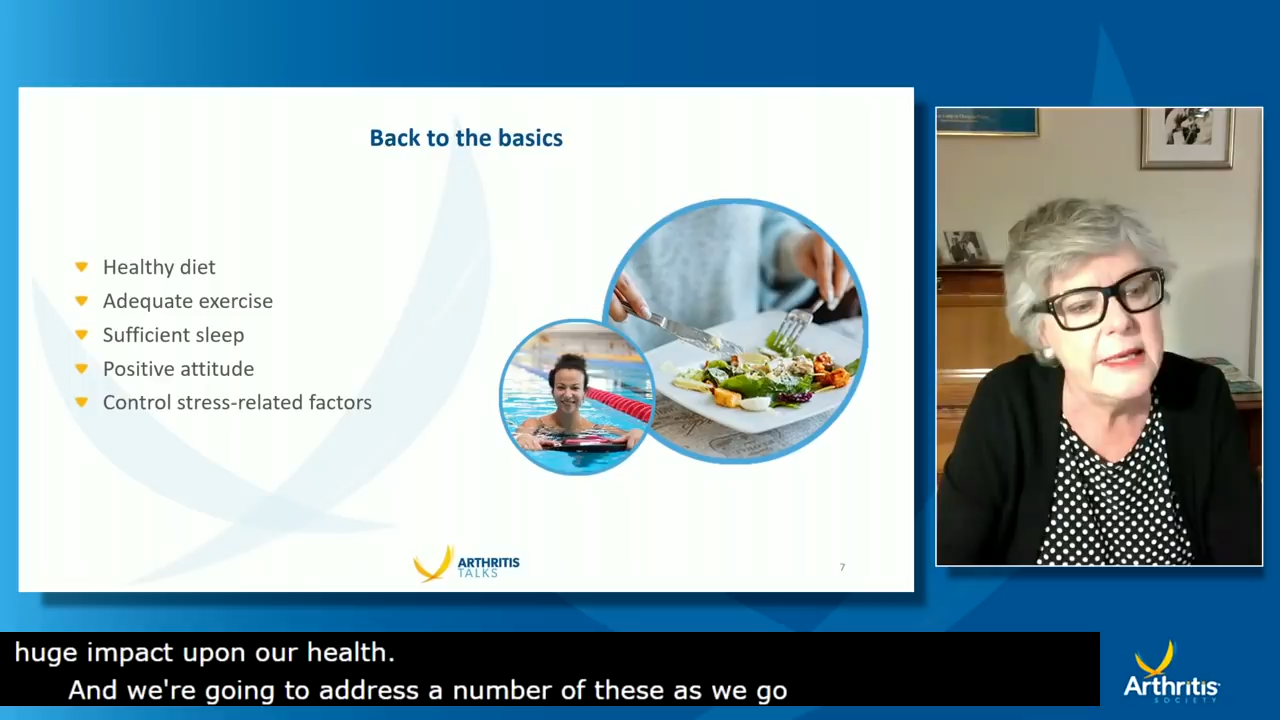 Back to the basics
Healthy diet
Adequate exercise
Sufficient sleep
Positive attitude
Control stress-related factors
ARTHRITIS
TALKS
7
huge impact upon our health.
And we're going to address a number of these as we go
Arthritis
SOCIETY